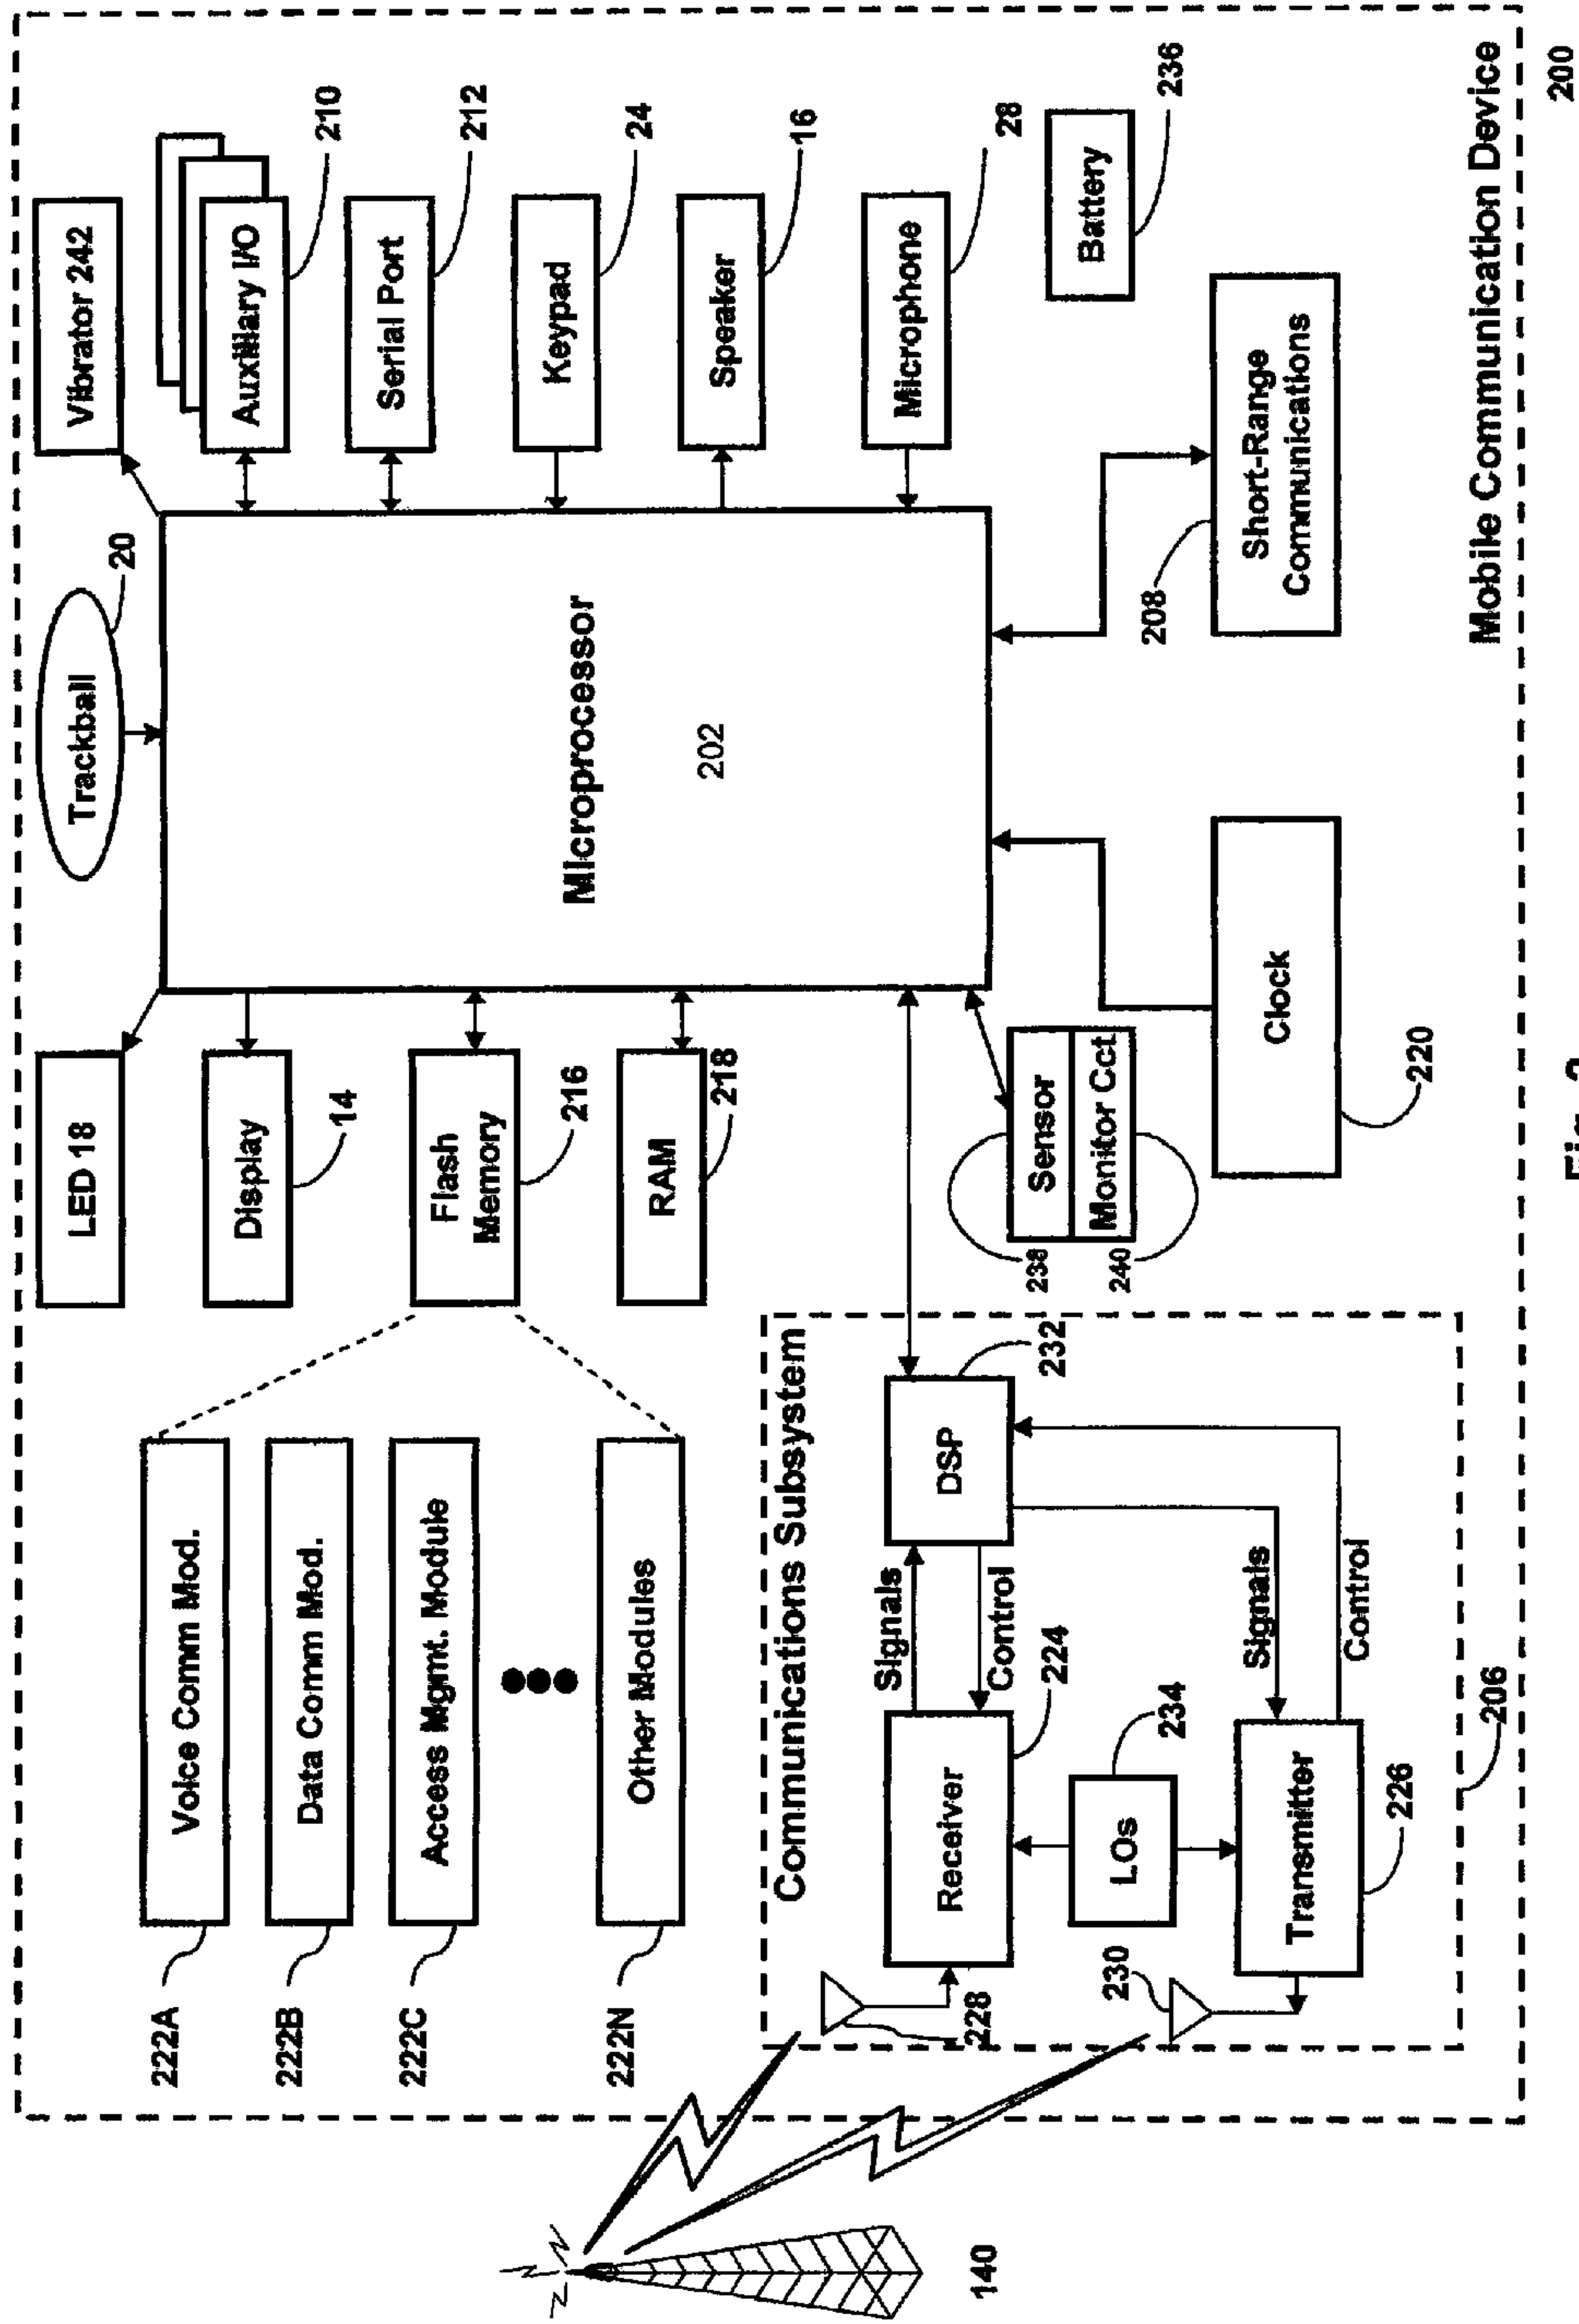 LED 18
Trackball
20
Vibrator 242
Voice Comm Mod.
222A
Data Comm Mod.
222B
Access Mgmt. Module
222C
Other Modules
222N
Display
14
Flash
Memory
216
RAM
218
Microprocessor
202
Auxiliary I/O
210
Serial Port
212
Keypad
24
Speaker
16
Microphone
28
Battery
236
Communications Subsystem
DSP
232
Signals
Control
Receiver
224
228
LOs
234
Signals
Control
Transmitter
226
230
206
140
Sensor
Monitor Cct
238
240
Clock
220
208
Short-Range
Communications
Mobile Communication Device
200